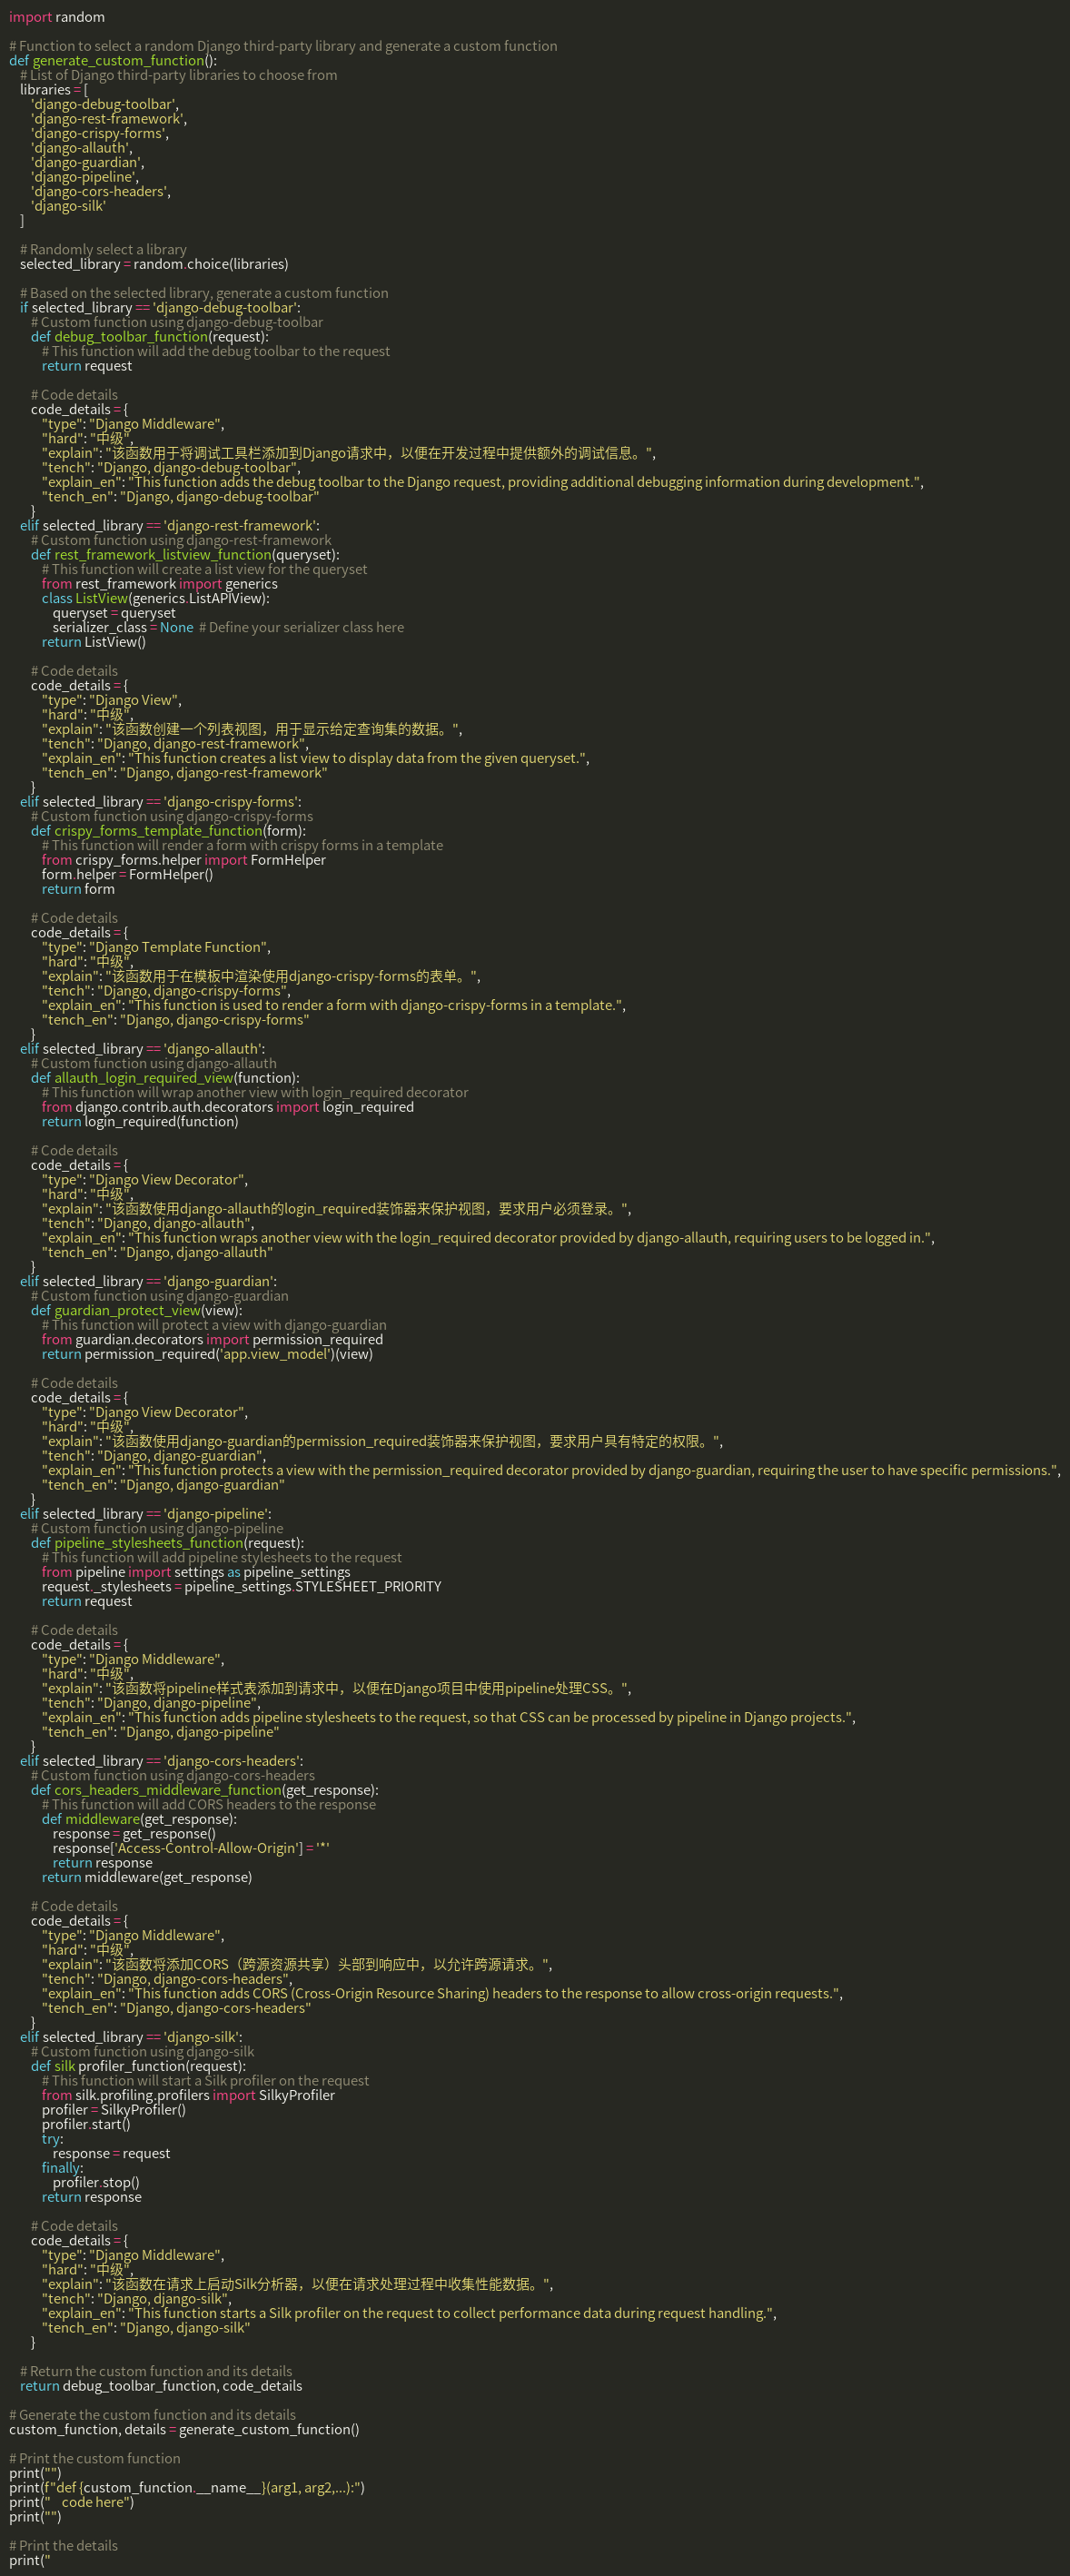 import random

# Function to select a random Django third-party library and generate a custom function
def generate_custom_function():
    # List of Django third-party libraries to choose from
    libraries = [
        'django-debug-toolbar',
        'django-rest-framework',
        'django-crispy-forms',
        'django-allauth',
        'django-guardian',
        'django-pipeline',
        'django-cors-headers',
        'django-silk'
    ]

    # Randomly select a library
    selected_library = random.choice(libraries)

    # Based on the selected library, generate a custom function
    if selected_library == 'django-debug-toolbar':
        # Custom function using django-debug-toolbar
        def debug_toolbar_function(request):
            # This function will add the debug toolbar to the request
            return request

        # Code details
        code_details = {
            "type": "Django Middleware",
            "hard": "中级",
            "explain": "该函数用于将调试工具栏添加到Django请求中，以便在开发过程中提供额外的调试信息。",
            "tench": "Django, django-debug-toolbar",
            "explain_en": "This function adds the debug toolbar to the Django request, providing additional debugging information during development.",
            "tench_en": "Django, django-debug-toolbar"
        }
    elif selected_library == 'django-rest-framework':
        # Custom function using django-rest-framework
        def rest_framework_listview_function(queryset):
            # This function will create a list view for the queryset
            from rest_framework import generics
            class ListView(generics.ListAPIView):
                queryset = queryset
                serializer_class = None  # Define your serializer class here
            return ListView()

        # Code details
        code_details = {
            "type": "Django View",
            "hard": "中级",
            "explain": "该函数创建一个列表视图，用于显示给定查询集的数据。",
            "tench": "Django, django-rest-framework",
            "explain_en": "This function creates a list view to display data from the given queryset.",
            "tench_en": "Django, django-rest-framework"
        }
    elif selected_library == 'django-crispy-forms':
        # Custom function using django-crispy-forms
        def crispy_forms_template_function(form):
            # This function will render a form with crispy forms in a template
            from crispy_forms.helper import FormHelper
            form.helper = FormHelper()
            return form

        # Code details
        code_details = {
            "type": "Django Template Function",
            "hard": "中级",
            "explain": "该函数用于在模板中渲染使用django-crispy-forms的表单。",
            "tench": "Django, django-crispy-forms",
            "explain_en": "This function is used to render a form with django-crispy-forms in a template.",
            "tench_en": "Django, django-crispy-forms"
        }
    elif selected_library == 'django-allauth':
        # Custom function using django-allauth
        def allauth_login_required_view(function):
            # This function will wrap another view with login_required decorator
            from django.contrib.auth.decorators import login_required
            return login_required(function)

        # Code details
        code_details = {
            "type": "Django View Decorator",
            "hard": "中级",
            "explain": "该函数使用django-allauth的login_required装饰器来保护视图，要求用户必须登录。",
            "tench": "Django, django-allauth",
            "explain_en": "This function wraps another view with the login_required decorator provided by django-allauth, requiring users to be logged in.",
            "tench_en": "Django, django-allauth"
        }
    elif selected_library == 'django-guardian':
        # Custom function using django-guardian
        def guardian_protect_view(view):
            # This function will protect a view with django-guardian
            from guardian.decorators import permission_required
            return permission_required('app.view_model')(view)

        # Code details
        code_details = {
            "type": "Django View Decorator",
            "hard": "中级",
            "explain": "该函数使用django-guardian的permission_required装饰器来保护视图，要求用户具有特定的权限。",
            "tench": "Django, django-guardian",
            "explain_en": "This function protects a view with the permission_required decorator provided by django-guardian, requiring the user to have specific permissions.",
            "tench_en": "Django, django-guardian"
        }
    elif selected_library == 'django-pipeline':
        # Custom function using django-pipeline
        def pipeline_stylesheets_function(request):
            # This function will add pipeline stylesheets to the request
            from pipeline import settings as pipeline_settings
            request._stylesheets = pipeline_settings.STYLESHEET_PRIORITY
            return request

        # Code details
        code_details = {
            "type": "Django Middleware",
            "hard": "中级",
            "explain": "该函数将pipeline样式表添加到请求中，以便在Django项目中使用pipeline处理CSS。",
            "tench": "Django, django-pipeline",
            "explain_en": "This function adds pipeline stylesheets to the request, so that CSS can be processed by pipeline in Django projects.",
            "tench_en": "Django, django-pipeline"
        }
    elif selected_library == 'django-cors-headers':
        # Custom function using django-cors-headers
        def cors_headers_middleware_function(get_response):
            # This function will add CORS headers to the response
            def middleware(get_response):
                response = get_response()
                response['Access-Control-Allow-Origin'] = '*'
                return response
            return middleware(get_response)

        # Code details
        code_details = {
            "type": "Django Middleware",
            "hard": "中级",
            "explain": "该函数将添加CORS（跨源资源共享）头部到响应中，以允许跨源请求。",
            "tench": "Django, django-cors-headers",
            "explain_en": "This function adds CORS (Cross-Origin Resource Sharing) headers to the response to allow cross-origin requests.",
            "tench_en": "Django, django-cors-headers"
        }
    elif selected_library == 'django-silk':
        # Custom function using django-silk
        def silk profiler_function(request):
            # This function will start a Silk profiler on the request
            from silk.profiling.profilers import SilkyProfiler
            profiler = SilkyProfiler()
            profiler.start()
            try:
                response = request
            finally:
                profiler.stop()
            return response

        # Code details
        code_details = {
            "type": "Django Middleware",
            "hard": "中级",
            "explain": "该函数在请求上启动Silk分析器，以便在请求处理过程中收集性能数据。",
            "tench": "Django, django-silk",
            "explain_en": "This function starts a Silk profiler on the request to collect performance data during request handling.",
            "tench_en": "Django, django-silk"
        }

    # Return the custom function and its details
    return debug_toolbar_function, code_details

# Generate the custom function and its details
custom_function, details = generate_custom_function()

# Print the custom function
print("")
print(f"def {custom_function.__name__}(arg1, arg2,...):")
print("    code here")
print("")

# Print the details
print("